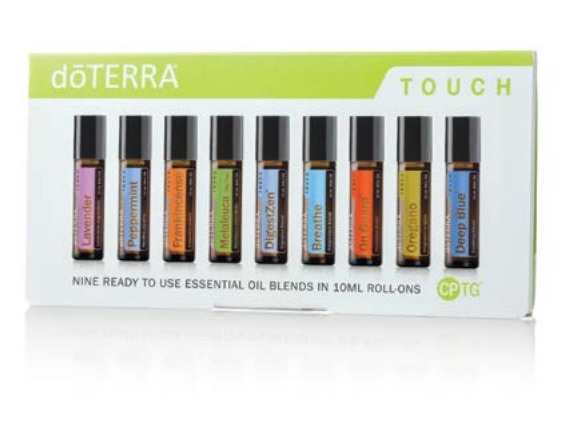 dōTERRA
TOUCH
Lavender
Peppermint
Frankincense
Melaleuca
DigestZen
Breathe
On Guard
Oregano
Deep Blue
NINE READY TO USE ESSENTIAL OIL BLENDS IN 10ML ROLL-ONS
CPTG